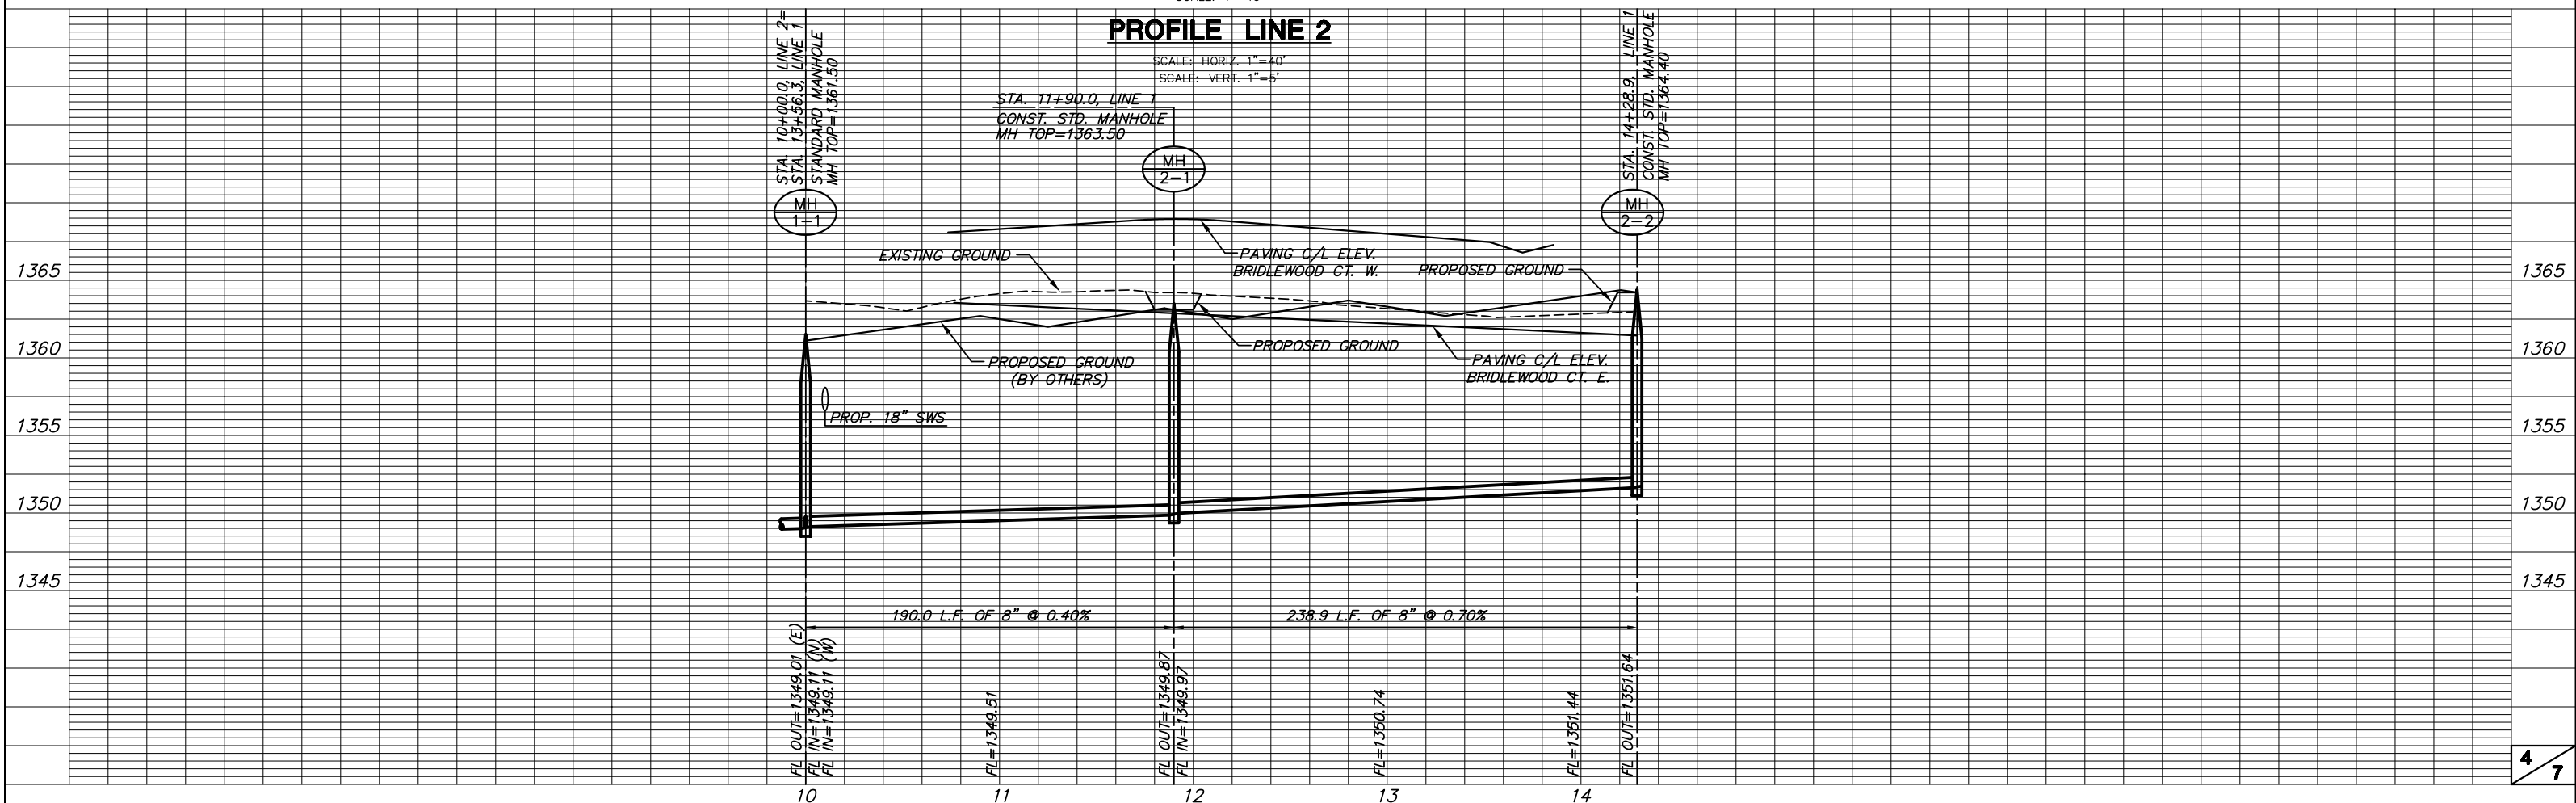 PROFILE LINE 2
SCALE: HORIZ. 1"=40'
SCALE: VERT. 1"=5'
STA. 10+00.0, LINE 2=
STA. 13+56.3, LINE 1
STANDARD MANHOLE
MH TOP=1361.50
STA. 11+90.0, LINE 1
CONST. STD. MANHOLE
MH TOP=1363.50
STA. 14+28.9, LINE 1
CONST. STD. MANHOLE
MH TOP=1364.40
MH
1-1
MH
2-1
MH
2-2
EXISTING GROUND
PAVING C/L ELEV.
BRIDLEWOOD CT. W.
PROPOSED GROUND
PROPOSED GROUND
(BY OTHERS)
PROPOSED GROUND
PAVING C/L ELEV.
BRIDLEWOOD CT. E.
PROP. 18" SWS
1365
1360
1355
1350
1345
1365
1360
1355
1350
1345
190.0 L.F. OF 8" @ 0.40%
238.9 L.F. OF 8" @ 0.70%
FL OUT=1349.01 (E)
FL IN=1349.11 (N)
FL IN=1349.11 (W)
FL=1349.51
FL OUT=1349.87
FL IN=1349.97
FL=1350.74
FL=1351.44
FL OUT=1351.64
10
11
12
13
14
4
7